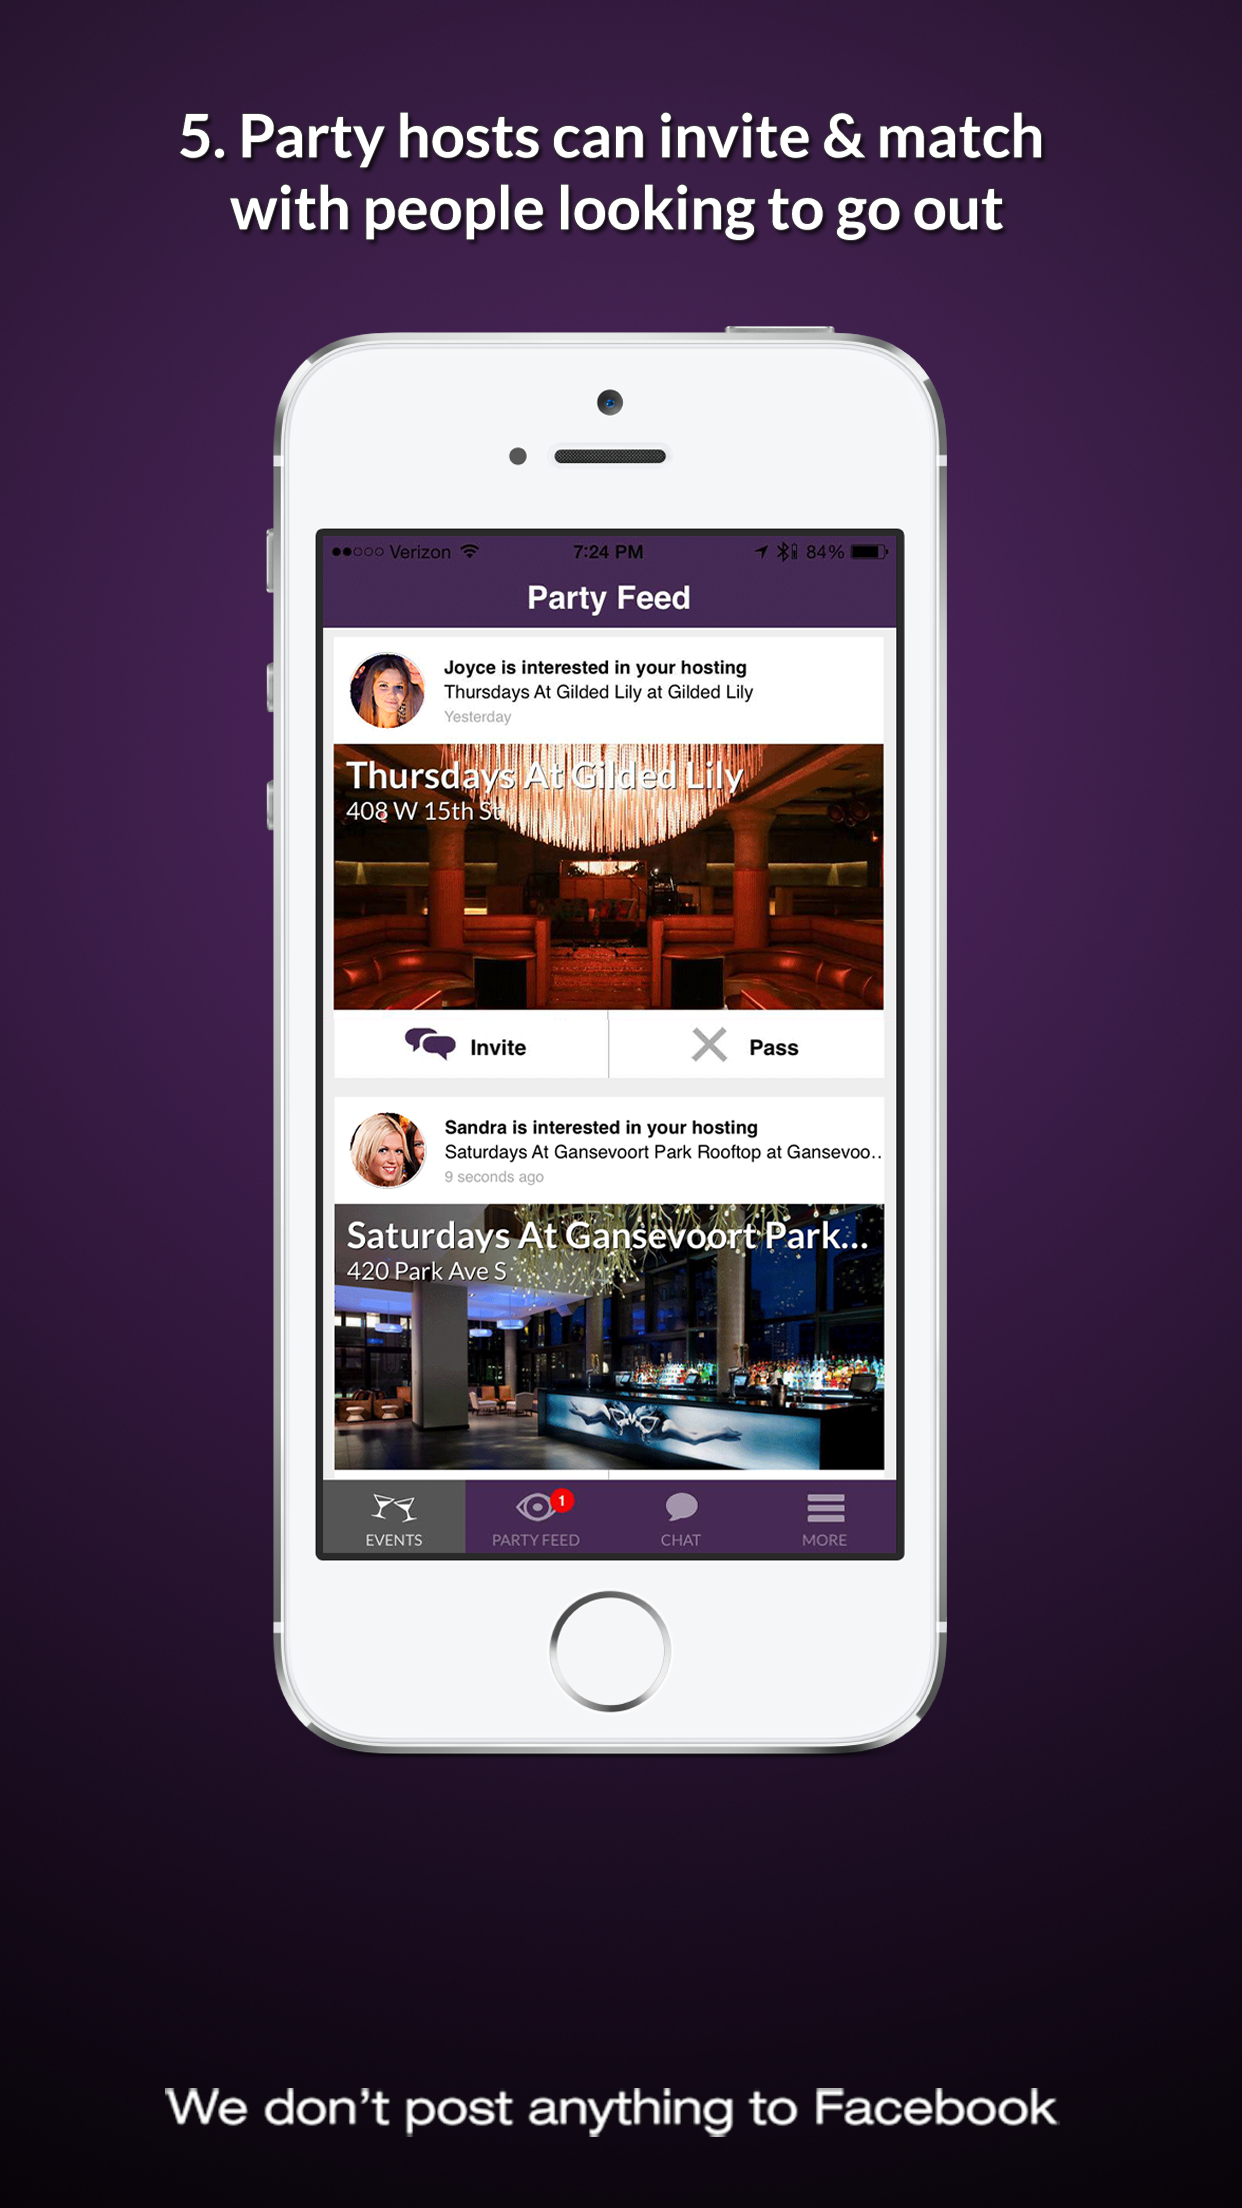 5. Party hosts can invite & match
with people looking to go out
Verizon 7:24 PM 84%
Party Feed
Joyce is interested in your hosting
Thursdays At Gilded Lily at Gilded Lily
Yesterday
Thursdays At Gilded Lily
408 W 15th St
Invite Pass
Sandra is interested in your hosting
Saturdays At Gansevoort Park Rooftop at Gansevoo..
9 seconds ago
Saturdays At Gansevoort Park...
420 Park Ave S
1
EVENTS PARTY FEED CHAT MORE
We don't post anything to Facebook